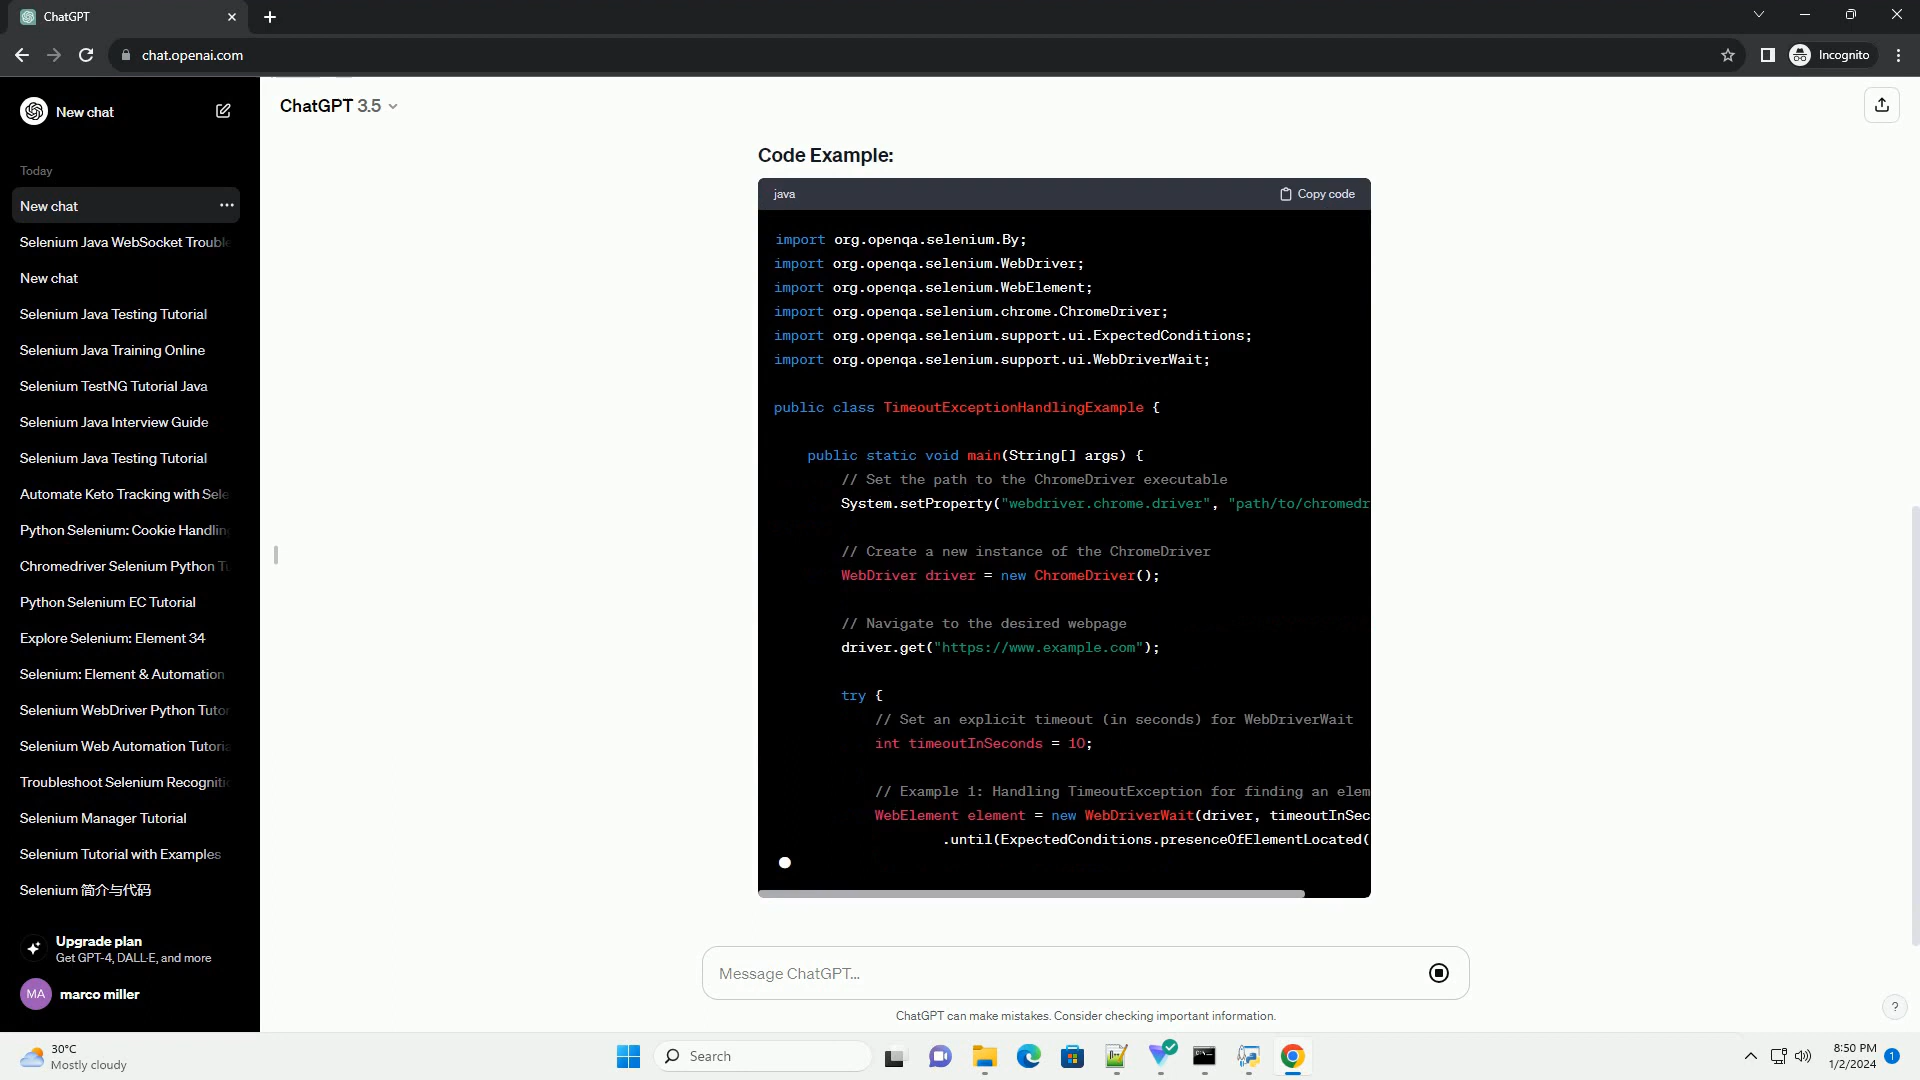 ChatGPT
chat.openai.com
Incognito
New chat
Today
New chat
Selenium Java WebSocket Trouble
New chat
Selenium Java Testing Tutorial
Selenium Java Training Online
Selenium TestNG Tutorial Java
Selenium Java Interview Guide
Selenium Java Testing Tutorial
Automate Keto Tracking with Sele
Python Selenium: Cookie Handling
Chromedriver Selenium Python Tu
Python Selenium EC Tutorial
Explore Selenium: Element 34
Selenium: Element & Automation
Selenium WebDriver Python Tutor
Selenium Web Automation Tutoria
Troubleshoot Selenium Recognitio
Selenium Manager Tutorial
Selenium Tutorial with Examples
Selenium 简介与代码
Upgrade plan
Get GPT-4, DALL·E, and more
MA marco miller
ChatGPT 3.5
Code Example:
java Copy code
import org.openqa.selenium.By;
import org.openqa.selenium.WebDriver;
import org.openqa.selenium.WebElement;
import org.openqa.selenium.chrome.ChromeDriver;
import org.openqa.selenium.support.ui.ExpectedConditions;
import org.openqa.selenium.support.ui.WebDriverWait;
public class TimeoutExceptionHandlingExample {
public static void main(String[] args) {
// Set the path to the ChromeDriver executable
System.setProperty("webdriver.chrome.driver", "path/to/chromedr
// Create a new instance of the ChromeDriver
WebDriver driver = new ChromeDriver();
// Navigate to the desired webpage
driver.get("https://www.example.com");
try {
// Set an explicit timeout (in seconds) for WebDriverWait
int timeoutInSeconds = 10;
// Example 1: Handling TimeoutException for finding an elem
WebElement element = new WebDriverWait(driver, timeoutInSec
.until(ExpectedConditions.presenceOfElementLocated(
Message ChatGPT...
ChatGPT can make mistakes. Consider checking important information.
?
30°C
Mostly cloudy
Search
8:50 PM
1/2/2024
1